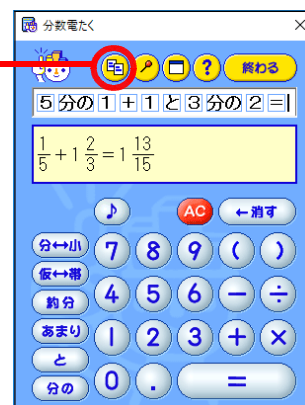 分数電たく ×
? 終わる
5分の1+1と3分の2=
1/5 + 1 2/3 = 1 13/15
♪ AC ←消す
分↔小 7 8 9 ( )
仮↔帯
約分 4 5 6 − ÷
あまり 1 2 3 + ×
と
分の 0 . =